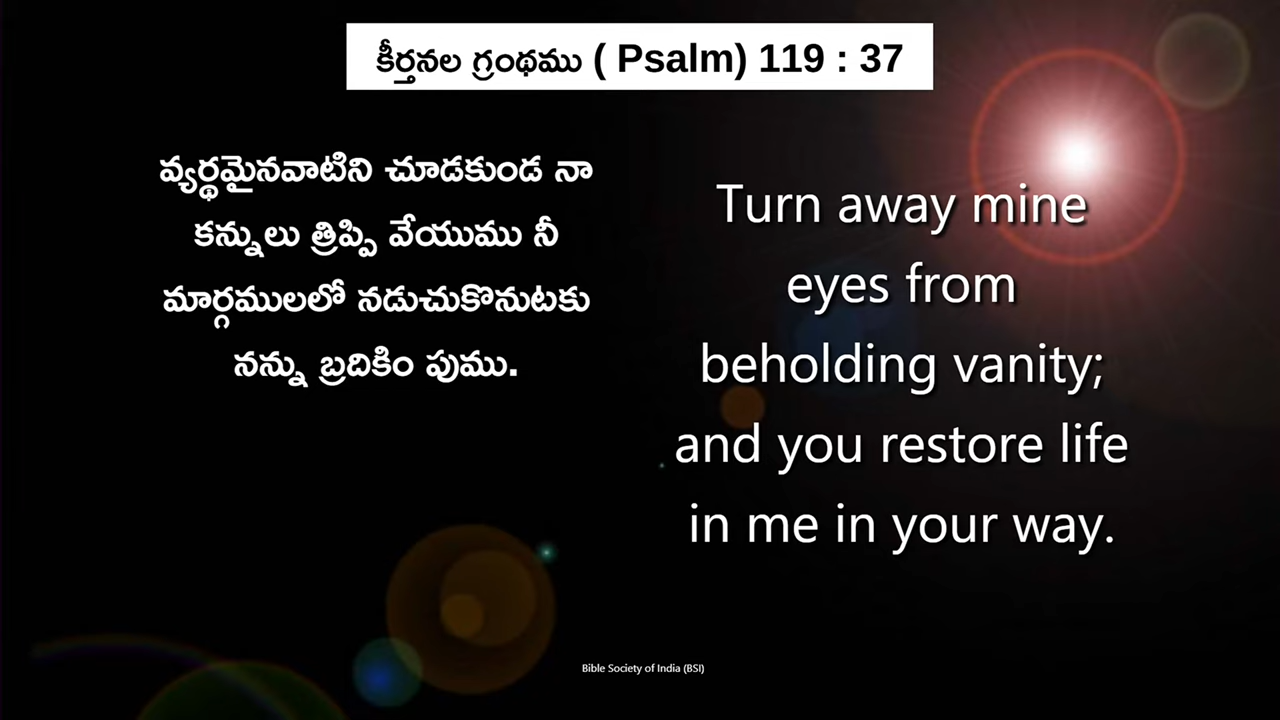 కీర్తనల గ్రంథము ( Psalm) 119 : 37
వ్యర్థమైనవాటిని చూడకుండ నా
కన్నులు త్రిప్పి వేయుము నీ
మార్గములలో నడుచుకొనుటకు
నన్ను బ్రదికిం పుము.
Turn away mine
eyes from
beholding vanity;
and you restore life
in me in your way.
Bible Society of India (BSI)